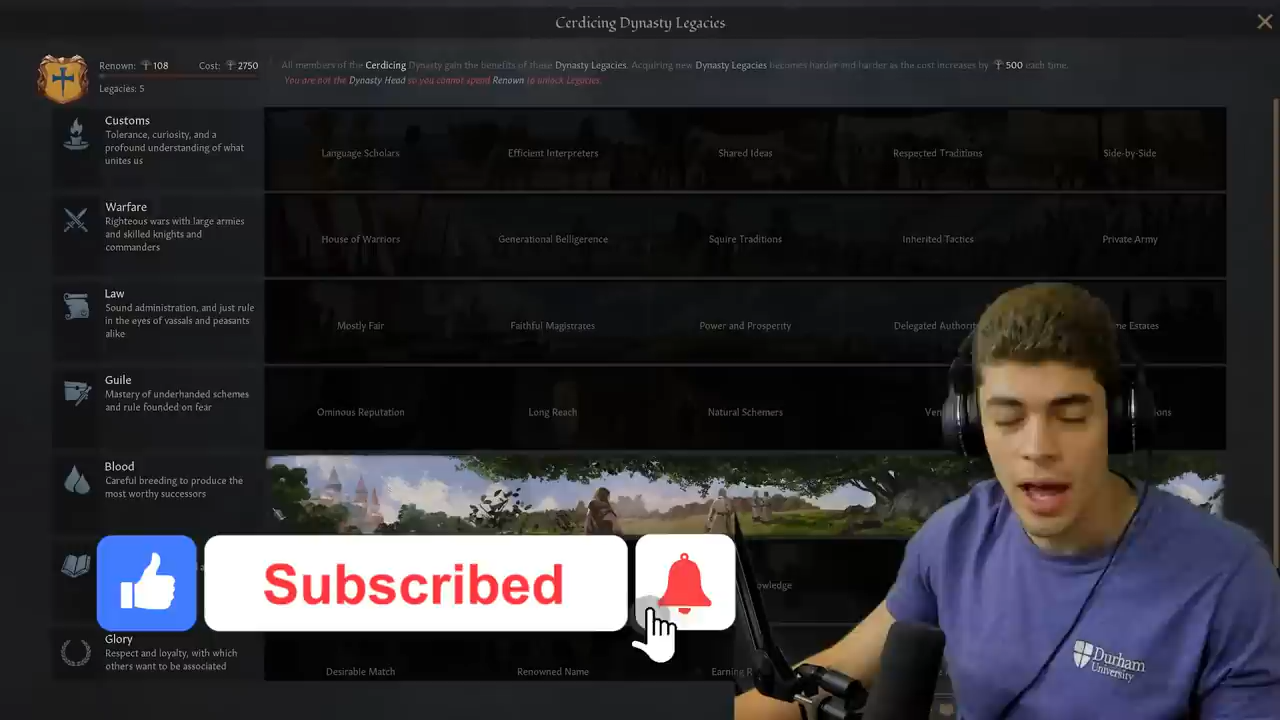 Cerdicing Dynasty Legacies
Renown: 108 Cost: 2750
Legacies: 5
All members of the Cerdicing Dynasty gain the benefits of these Dynasty Legacies. Acquiring new Dynasty Legacies becomes harder and harder as the cost increases by 500 each time.
You are not the Dynasty Head so you cannot spend Renown to unlock Legacies.
Customs
Tolerance, curiosity, and a
profound understanding of what
unites us
Language Scholars
Efficient Interpreters
Shared Ideas
Respected Traditions
Side-by-Side
Warfare
Righteous wars with large armies
and skilled knights and
commanders
House of Warriors
Generational Belligerence
Squire Traditions
Inherited Tactics
Private Army
Law
Sound administration, and just rule
in the eyes of vassals and peasants
alike
Mostly Fair
Faithful Magistrates
Power and Prosperity
Delegated
Estates
Guile
Mastery of underhanded schemes
and rule founded on fear
Ominous Reputation
Long Reach
Natural Schemers
Blood
Careful breeding to produce the
most worthy successors
Subscribed
Glory
Respect and loyalty, with which
others want to be associated
Desirable Match
Renowned Name
Durham
University